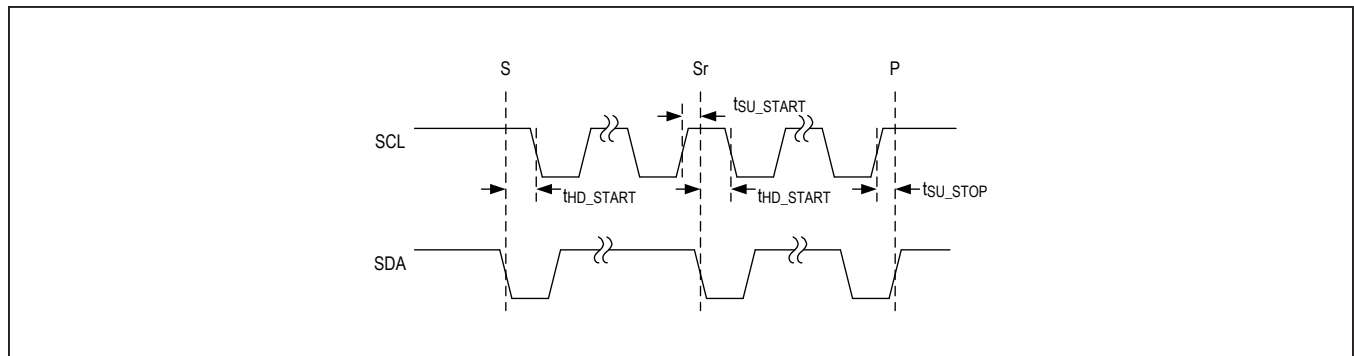 S Sr P
tSU_START
SCL
tHD_START tHD_START tSU_STOP
SDA